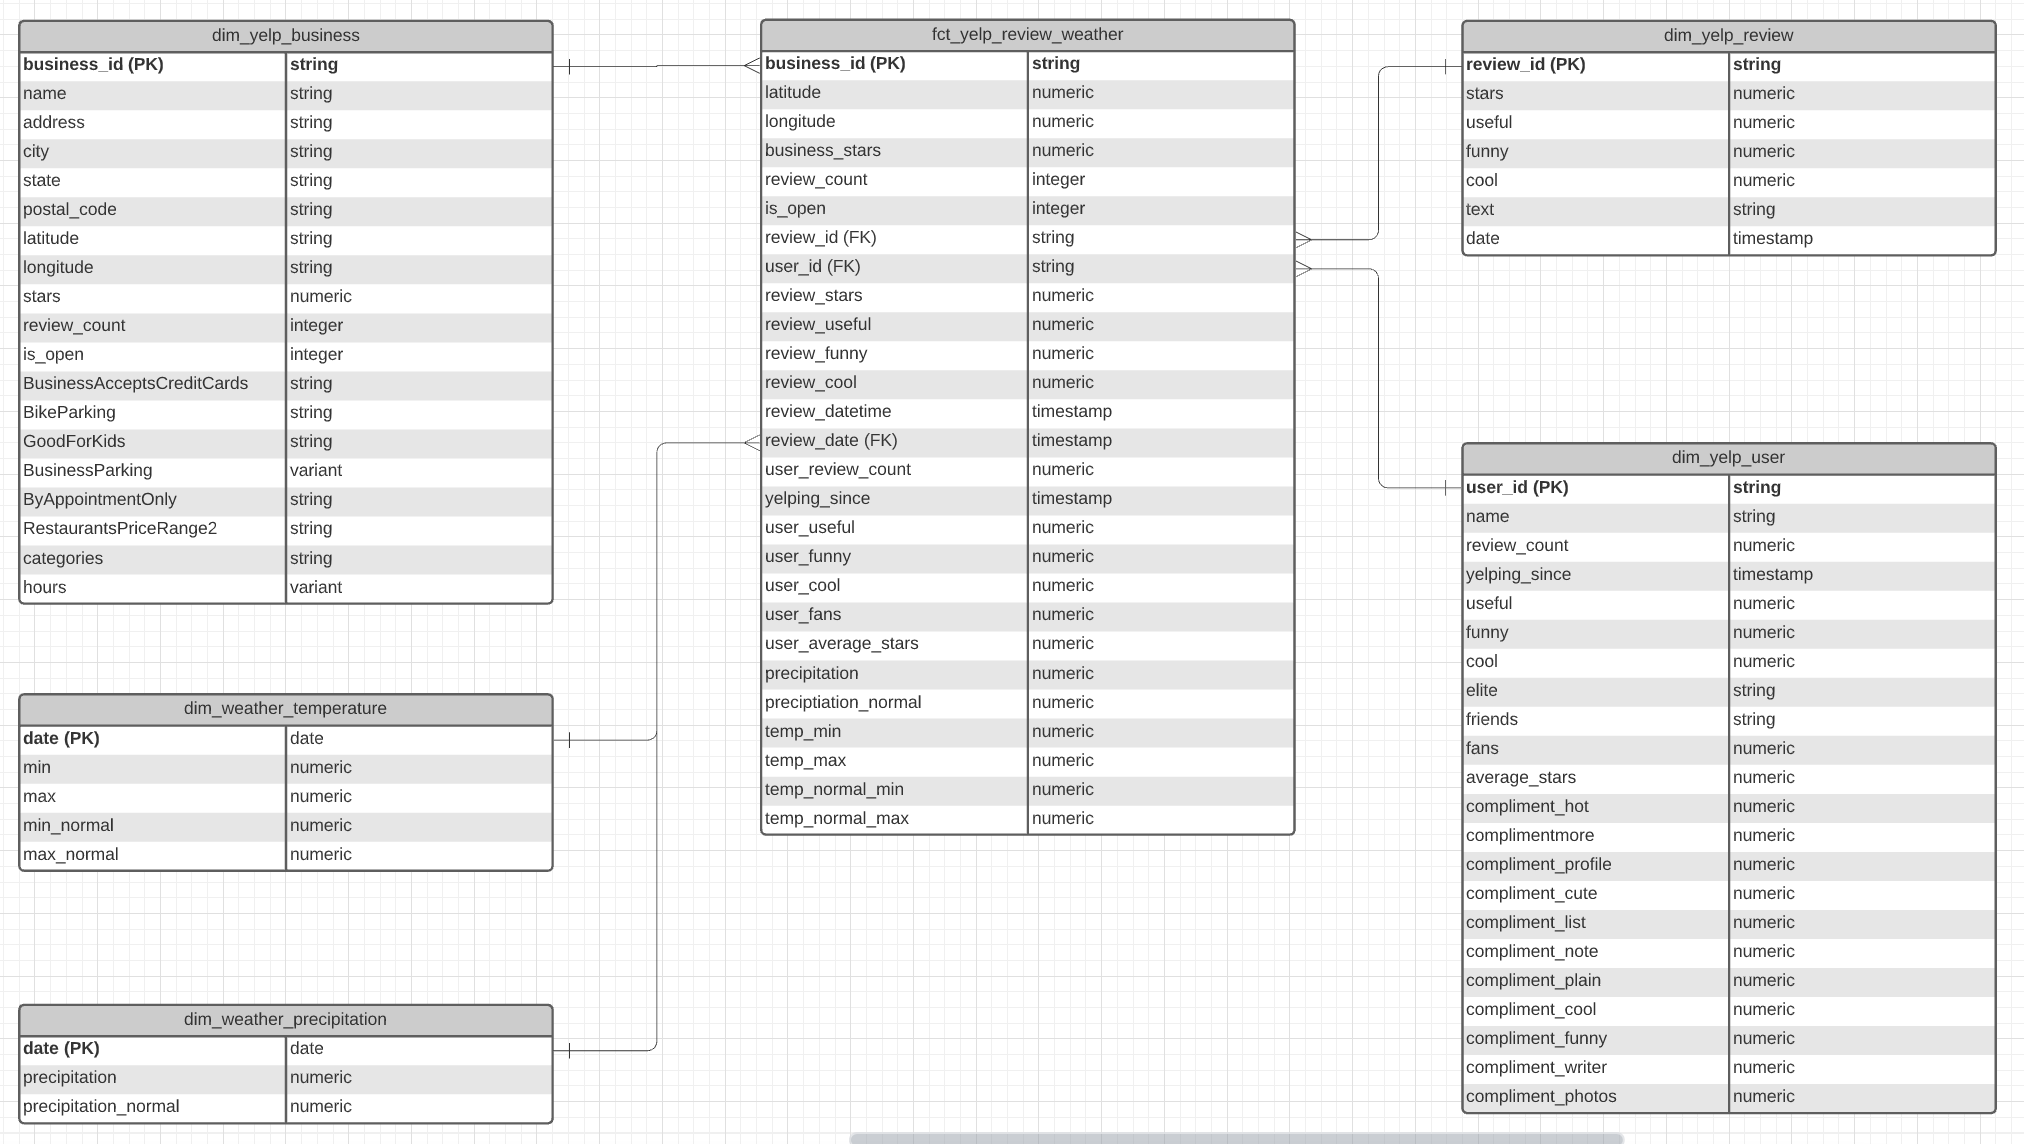 dim_yelp_business
business_id (PK) string
name string
address string
city string
state string
postal_code string
latitude string
longitude string
stars numeric
review_count integer
is_open integer
BusinessAcceptsCreditCards string
BikeParking string
GoodForKids string
BusinessParking variant
ByAppointmentOnly string
RestaurantsPriceRange2 string
categories string
hours variant
dim_weather_temperature
date (PK) date
min numeric
max numeric
min_normal numeric
max_normal numeric
dim_weather_precipitation
date (PK) date
precipitation numeric
precipitation_normal numeric
fct_yelp_review_weather
business_id (PK) string
latitude numeric
longitude numeric
business_stars numeric
review_count integer
is_open integer
review_id (FK) string
user_id (FK) string
review_stars numeric
review_useful numeric
review_funny numeric
review_cool numeric
review_datetime timestamp
review_date (FK) timestamp
user_review_count numeric
yelping_since timestamp
user_useful numeric
user_funny numeric
user_cool numeric
user_fans numeric
user_average_stars numeric
precipitation numeric
preciptiation_normal numeric
temp_min numeric
temp_max numeric
temp_normal_min numeric
temp_normal_max numeric
dim_yelp_review
review_id (PK) string
stars numeric
useful numeric
funny numeric
cool numeric
text string
date timestamp
dim_yelp_user
user_id (PK) string
name string
review_count numeric
yelping_since timestamp
useful numeric
funny numeric
cool numeric
elite string
friends string
fans numeric
average_stars numeric
compliment_hot numeric
complimentmore numeric
compliment_profile numeric
compliment_cute numeric
compliment_list numeric
compliment_note numeric
compliment_plain numeric
compliment_cool numeric
compliment_funny numeric
compliment_writer numeric
compliment_photos numeric